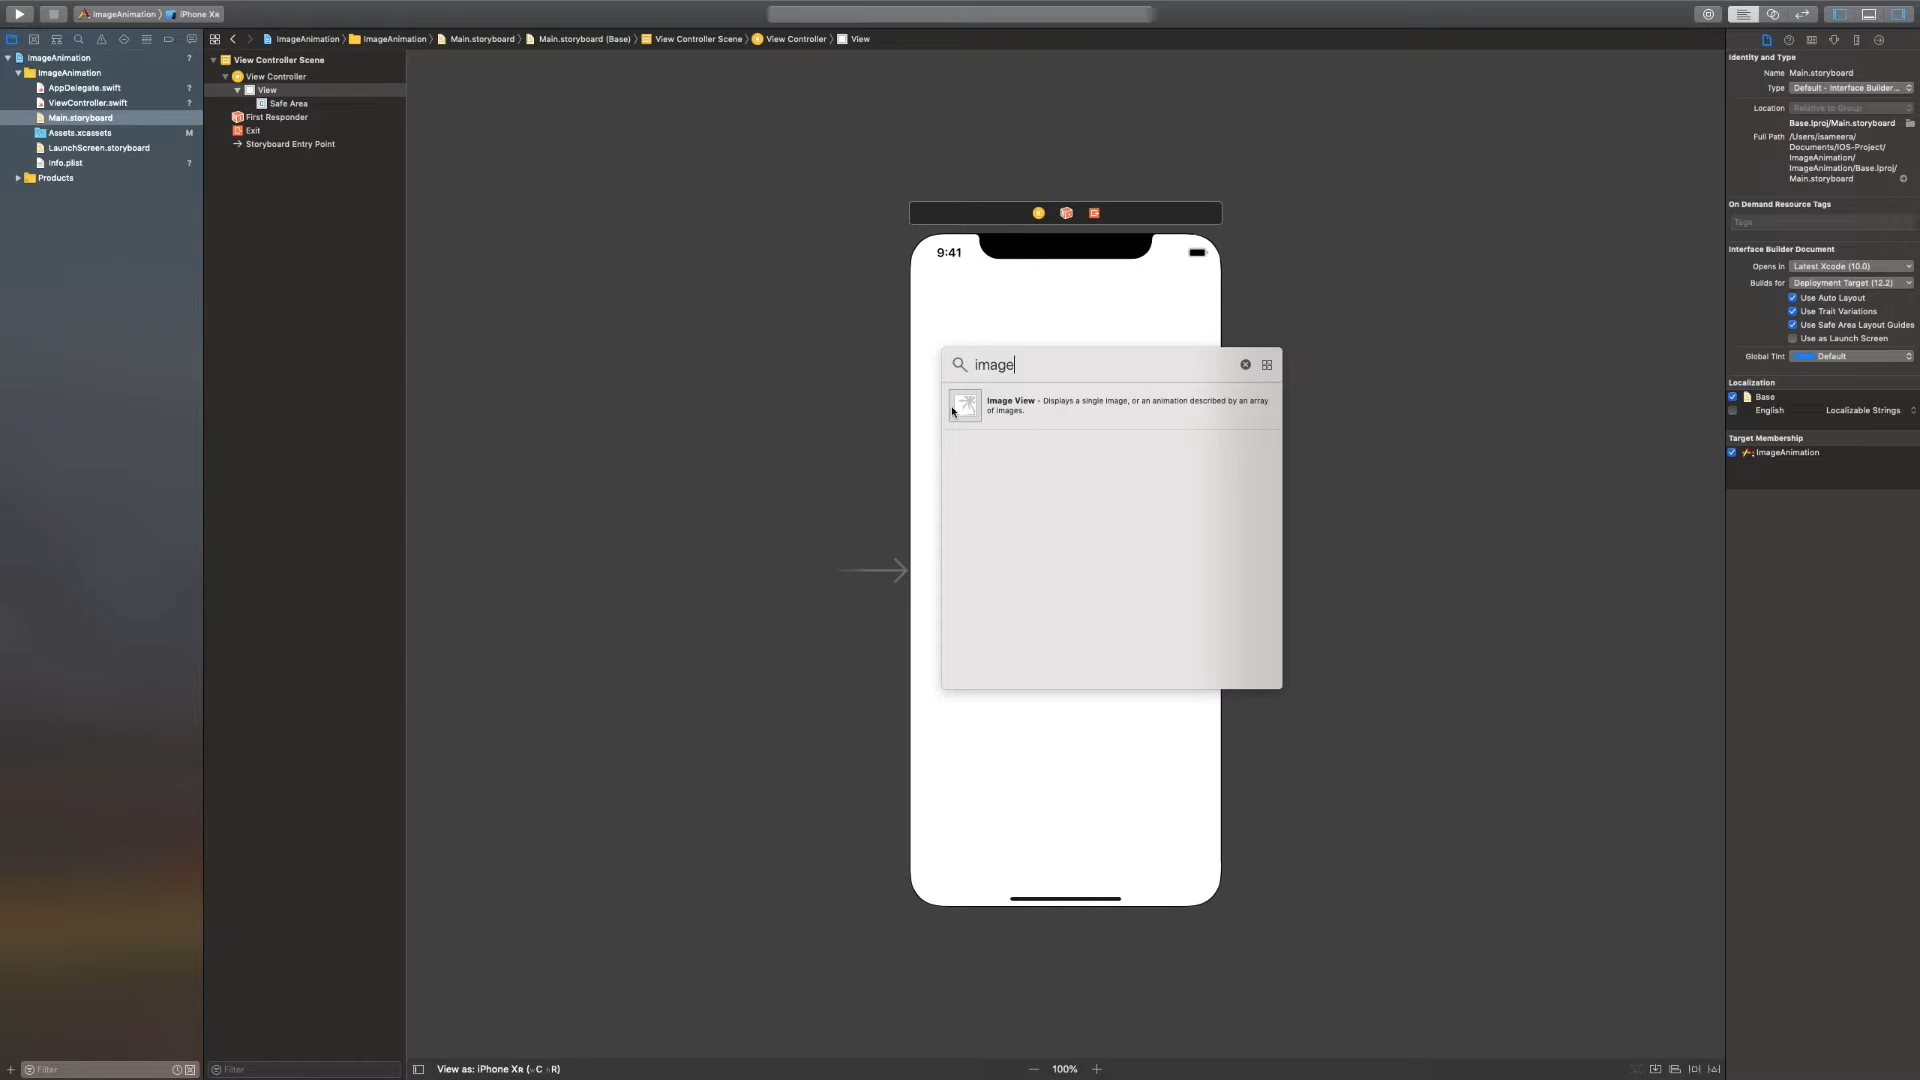 ImageAnimation
iPhone XR
ImageAnimation
ImageAnimation
Main.storyboard
Main.storyboard (Base)
View Controller Scene
View Controller
View
ImageAnimation ?
ImageAnimation
AppDelegate.swift ?
ViewController.swift ?
Main.storyboard
Assets.xcassets M
LaunchScreen.storyboard
Info.plist ?
Products
View Controller Scene
View Controller
View
Safe Area
First Responder
Exit
Storyboard Entry Point
9:41
image
Image View - Displays a single image, or an animation described by an array
of images.
Identity and Type
Name Main.storyboard
Type Default - Interface Builder...
Location Relative to Group
Base.lproj/Main.storyboard
Full Path /Users/isameera/
Documents/IOS-Project/
ImageAnimation/
ImageAnimation/Base.lproj/
Main.storyboard
On Demand Resource Tags
Tags
Interface Builder Document
Opens in Latest Xcode (10.0)
Builds for Deployment Target (12.2)
Use Auto Layout
Use Trait Variations
Use Safe Area Layout Guides
Use as Launch Screen
Global Tint Default
Localization
Base
English Localizable Strings
Target Membership
ImageAnimation
Filter
Filter
View as: iPhone XR (wC hR)
100%